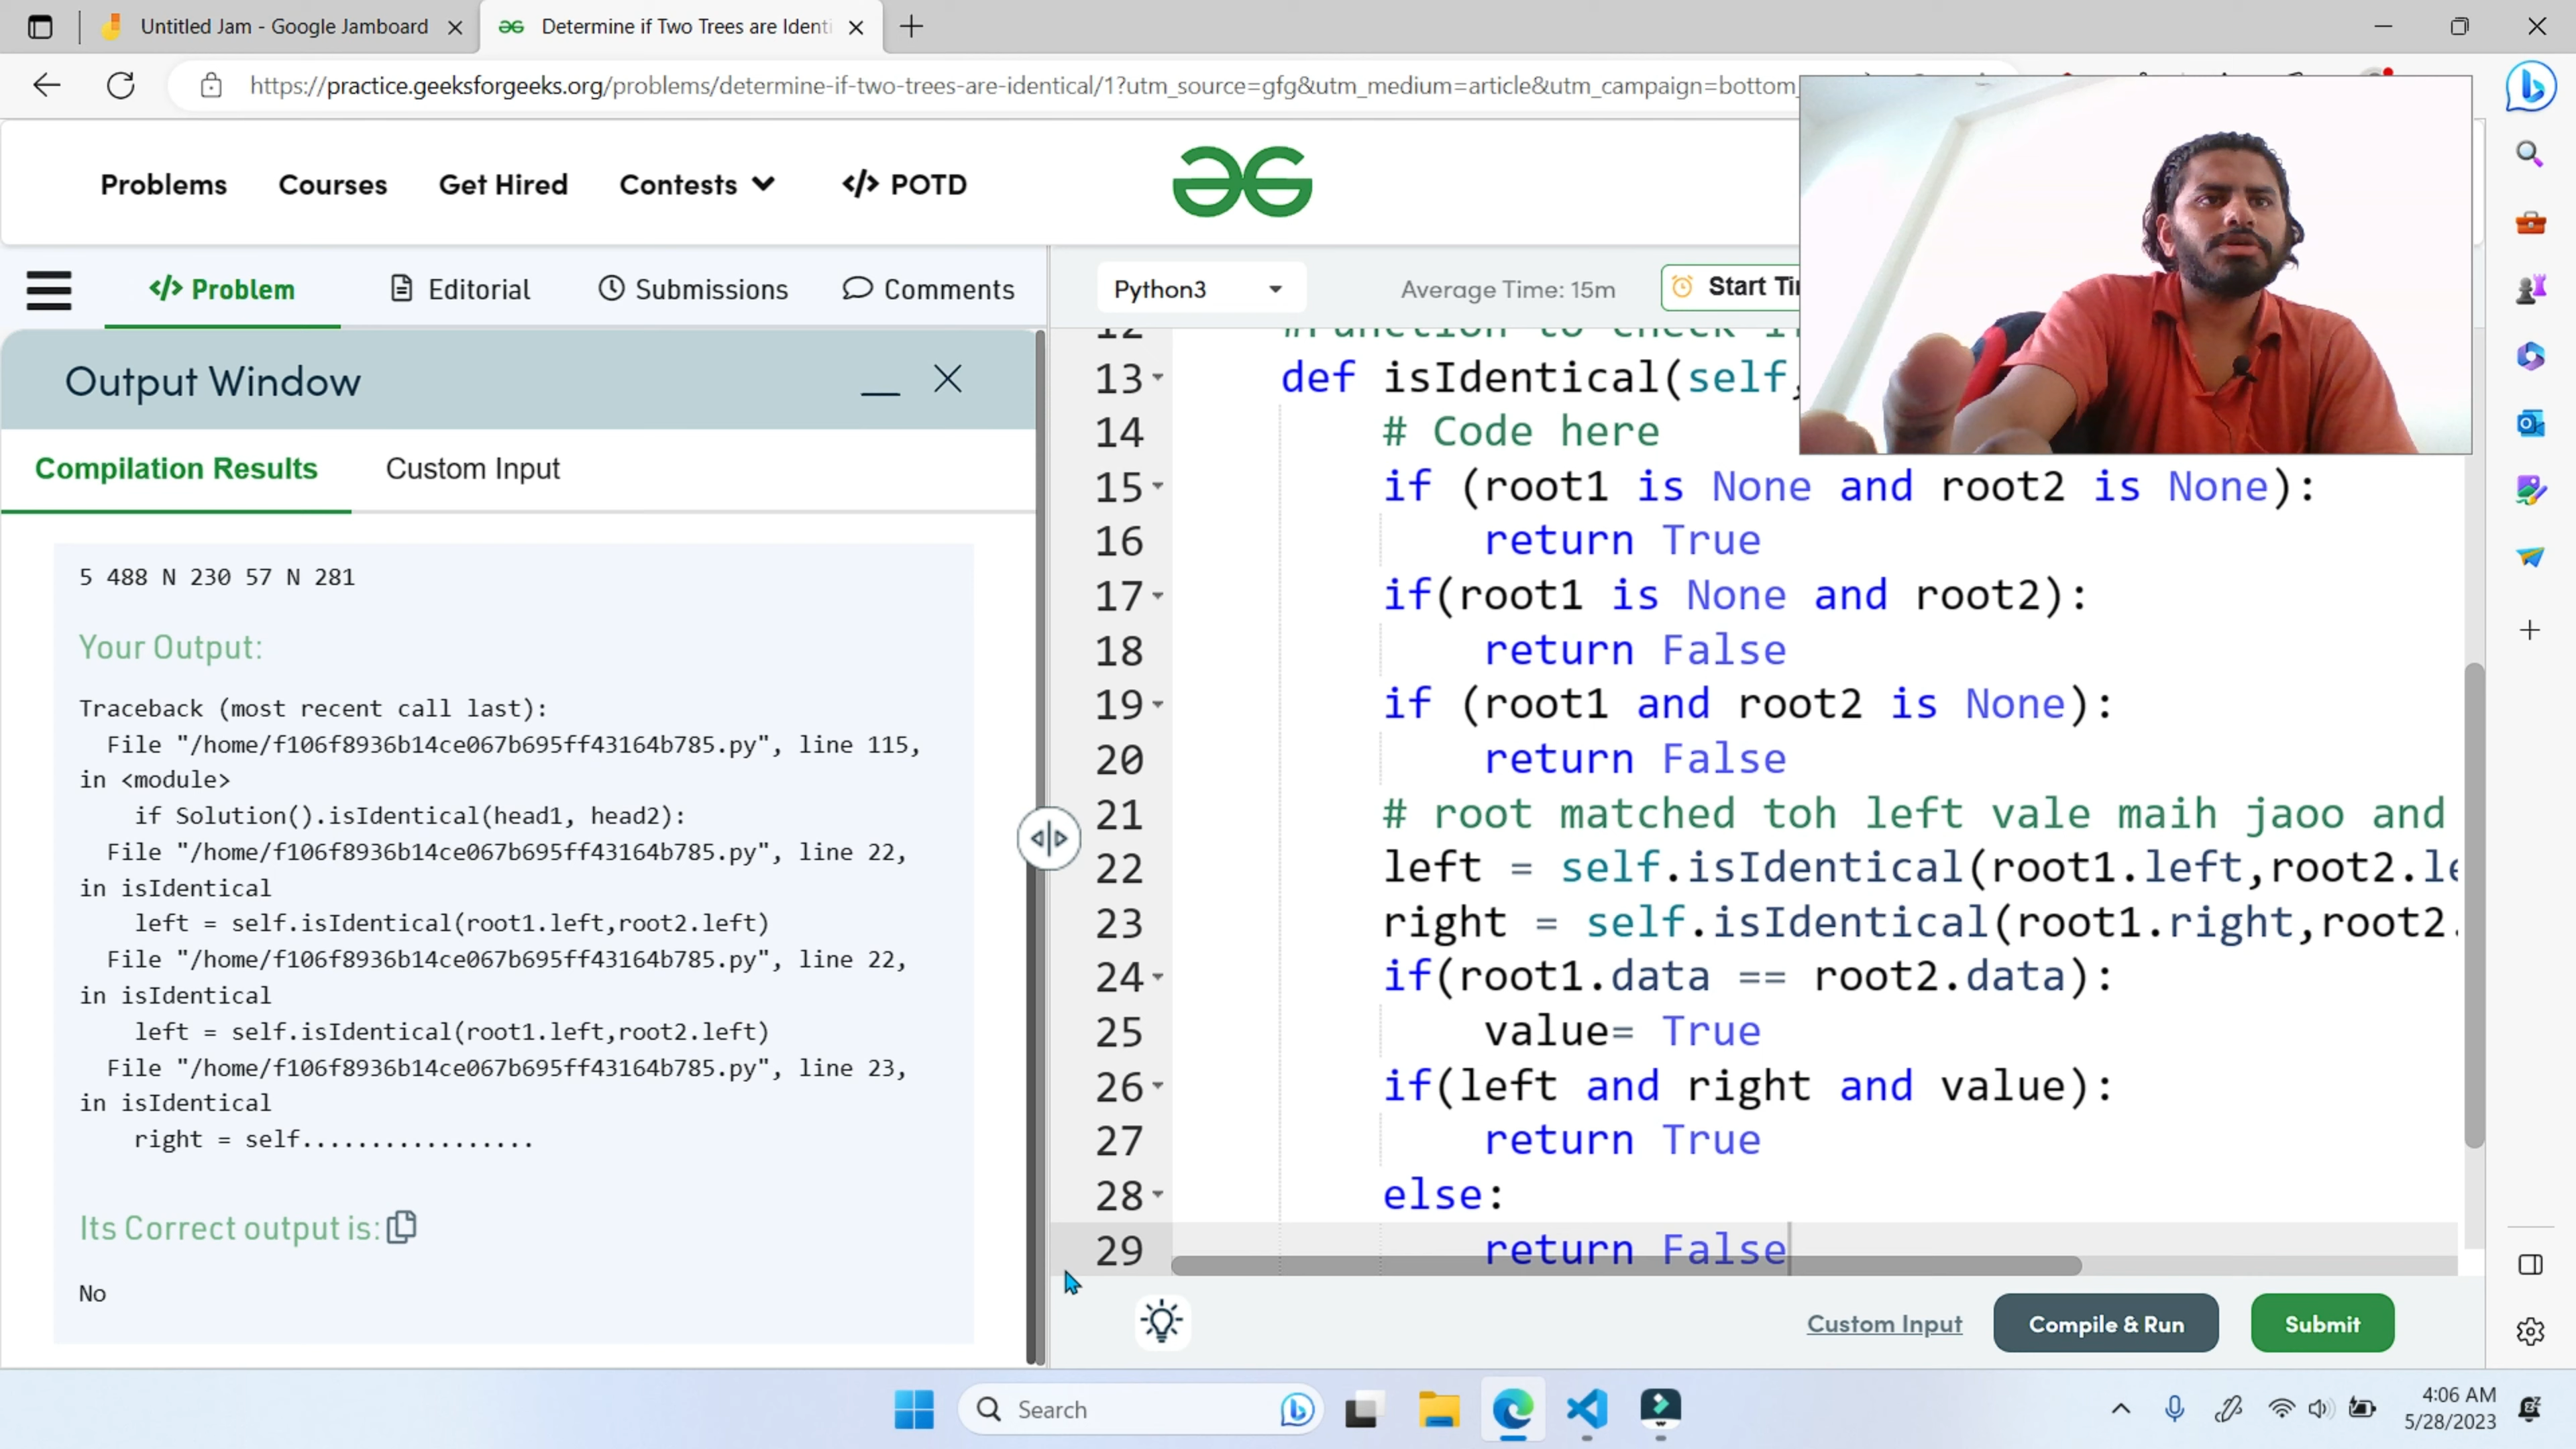 Untitled Jam - Google Jamboard
Determine if Two Trees are Identi
https://practice.geeksforgeeks.org/problems/determine-if-two-trees-are-identical/1?utm_source=gfg&utm_medium=article&utm_campaign=bottom_
Problems Courses Get Hired Contests </> POTD
</> Problem Editorial Submissions Comments
Python3 Average Time: 15m Start Ti
Output Window
Compilation Results Custom Input
5 488 N 230 57 N 281
Your Output:
Traceback (most recent call last):
File "/home/f106f8936b14ce067b695ff43164b785.py", line 115,
in <module>
if Solution().isIdentical(head1, head2):
File "/home/f106f8936b14ce067b695ff43164b785.py", line 22,
in isIdentical
left = self.isIdentical(root1.left,root2.left)
File "/home/f106f8936b14ce067b695ff43164b785.py", line 22,
in isIdentical
left = self.isIdentical(root1.left,root2.left)
File "/home/f106f8936b14ce067b695ff43164b785.py", line 23,
in isIdentical
right = self.................
Its Correct output is:
No
12 #Function to check if
13 def isIdentical(self,
14 # Code here
15 if (root1 is None and root2 is None):
16 return True
17 if(root1 is None and root2):
18 return False
19 if (root1 and root2 is None):
20 return False
21 # root matched toh left vale maih jaoo and
22 left = self.isIdentical(root1.left,root2.le
23 right = self.isIdentical(root1.right,root2.
24 if(root1.data == root2.data):
25 value= True
26 if(left and right and value):
27 return True
28 else:
29 return False
Custom Input Compile & Run Submit
Search
4:06 AM
5/28/2023